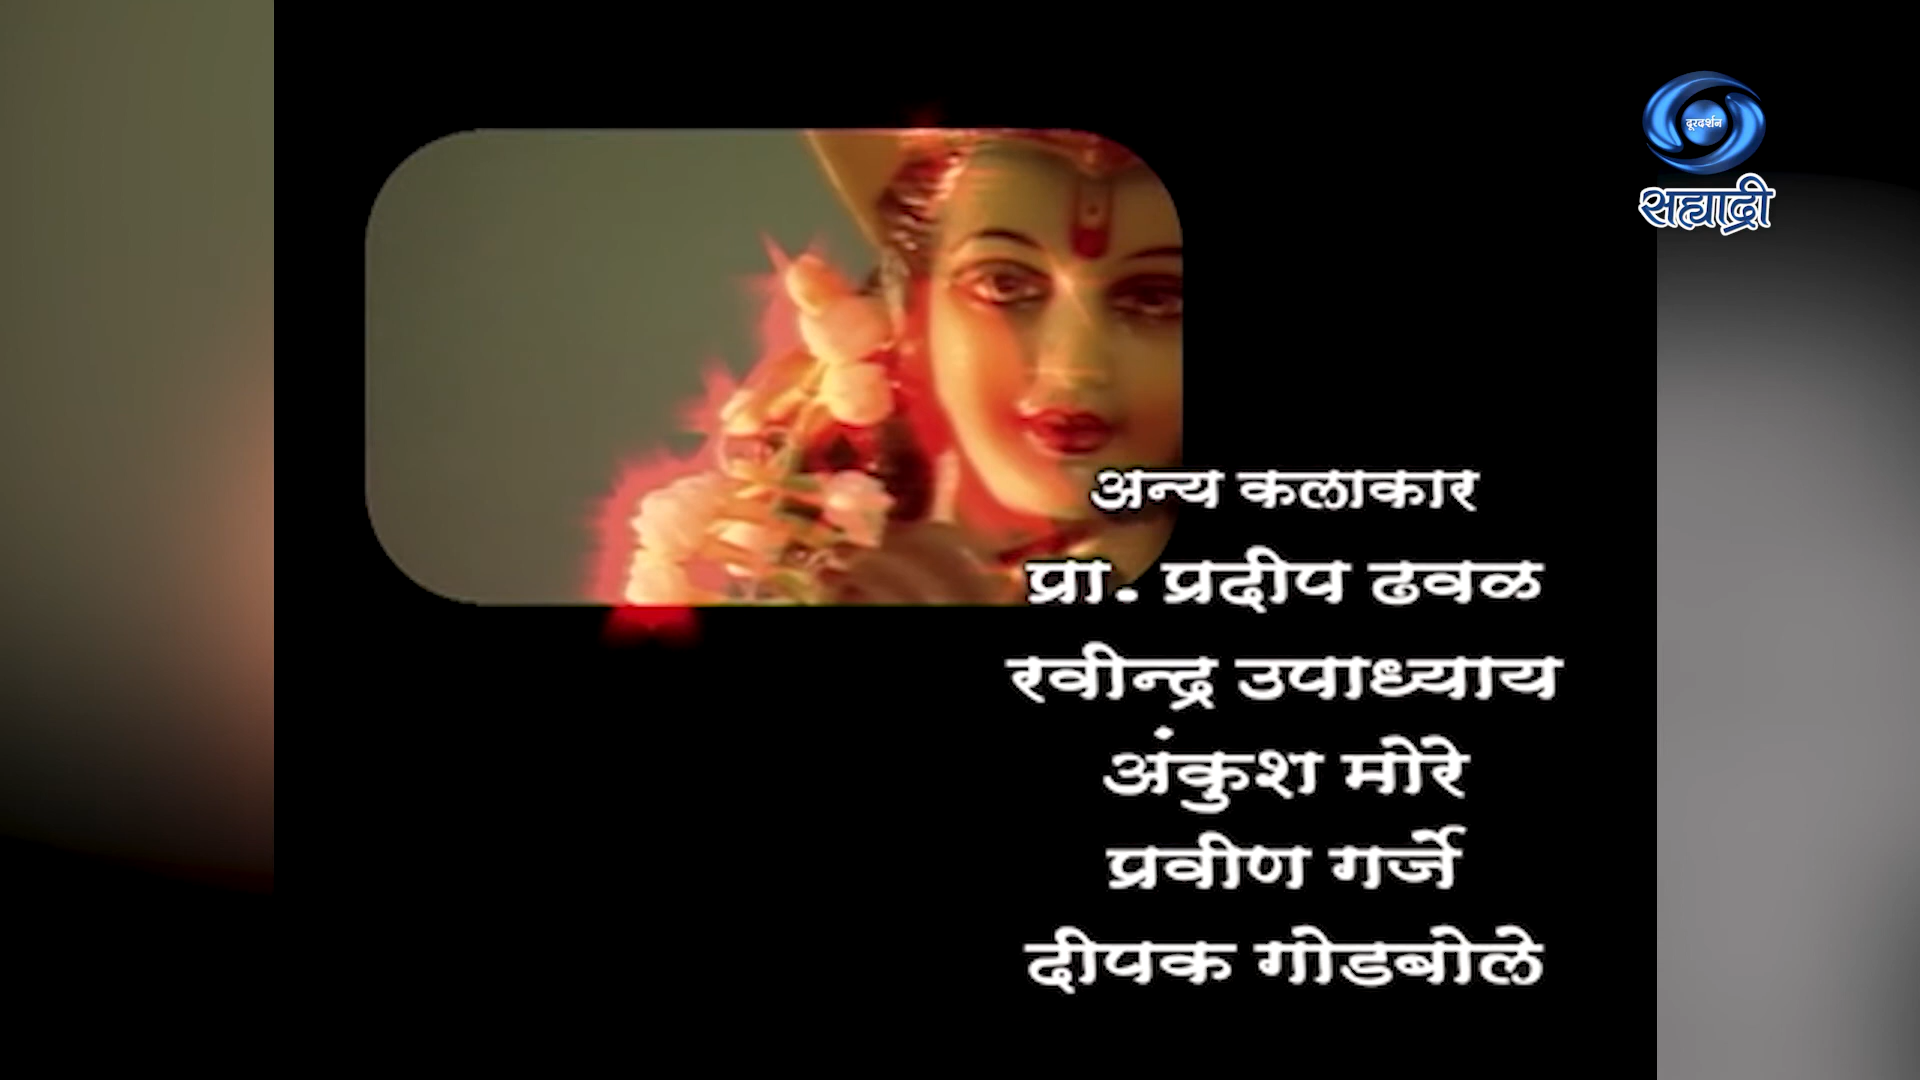 दूरदर्शन
सह्याद्री
अन्य कलाकार
प्रा. प्रदीप ढवळ
रवीन्द्र उपाध्याय
अंकुश मोरे
प्रवीण गर्जे
दीपक गोडबोले